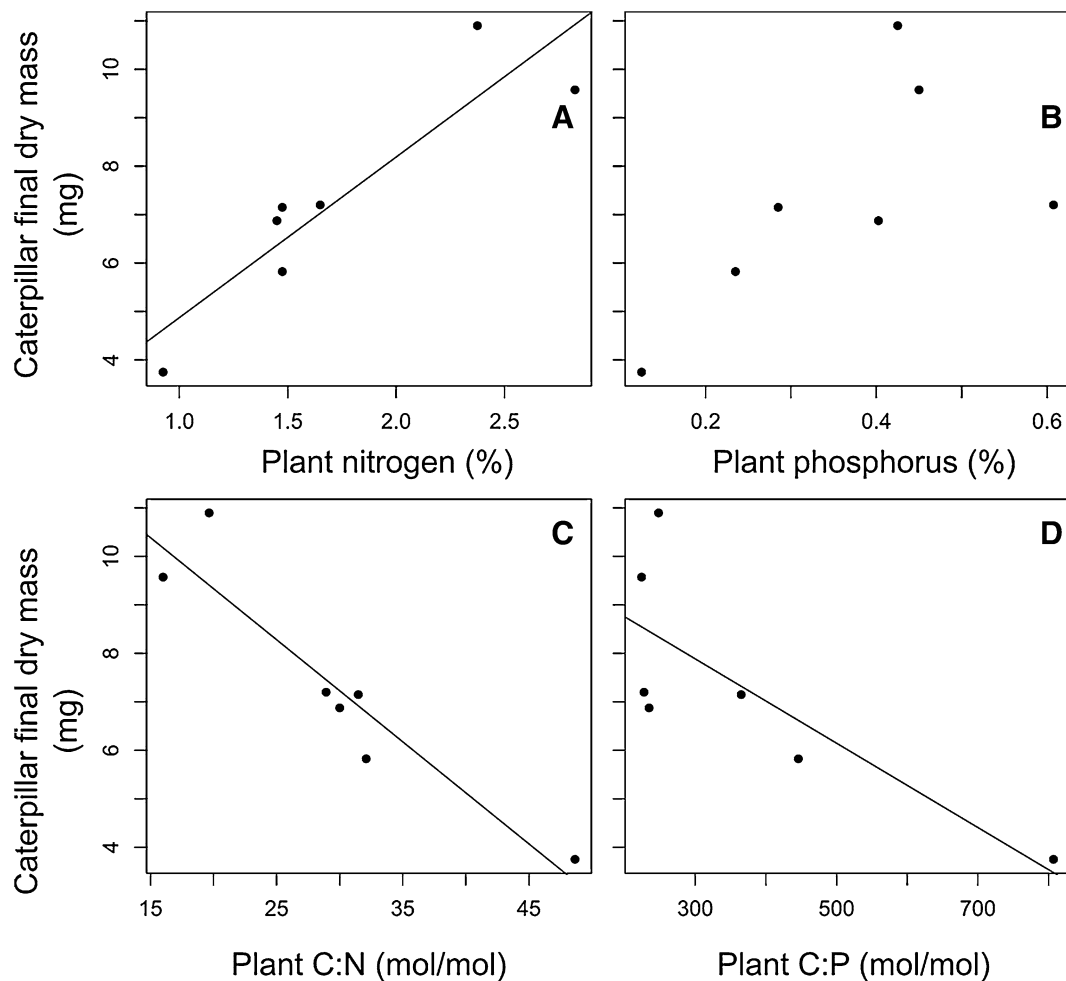 Caterpillar final dry mass
(mg)
4
6
8
10
A
1.0
1.5
2.0
2.5
Plant nitrogen (%)
B
0.2
0.4
0.6
Plant phosphorus (%)
Caterpillar final dry mass
(mg)
4
6
8
10
C
15
25
35
45
Plant C:N (mol/mol)
D
300
500
700
Plant C:P (mol/mol)